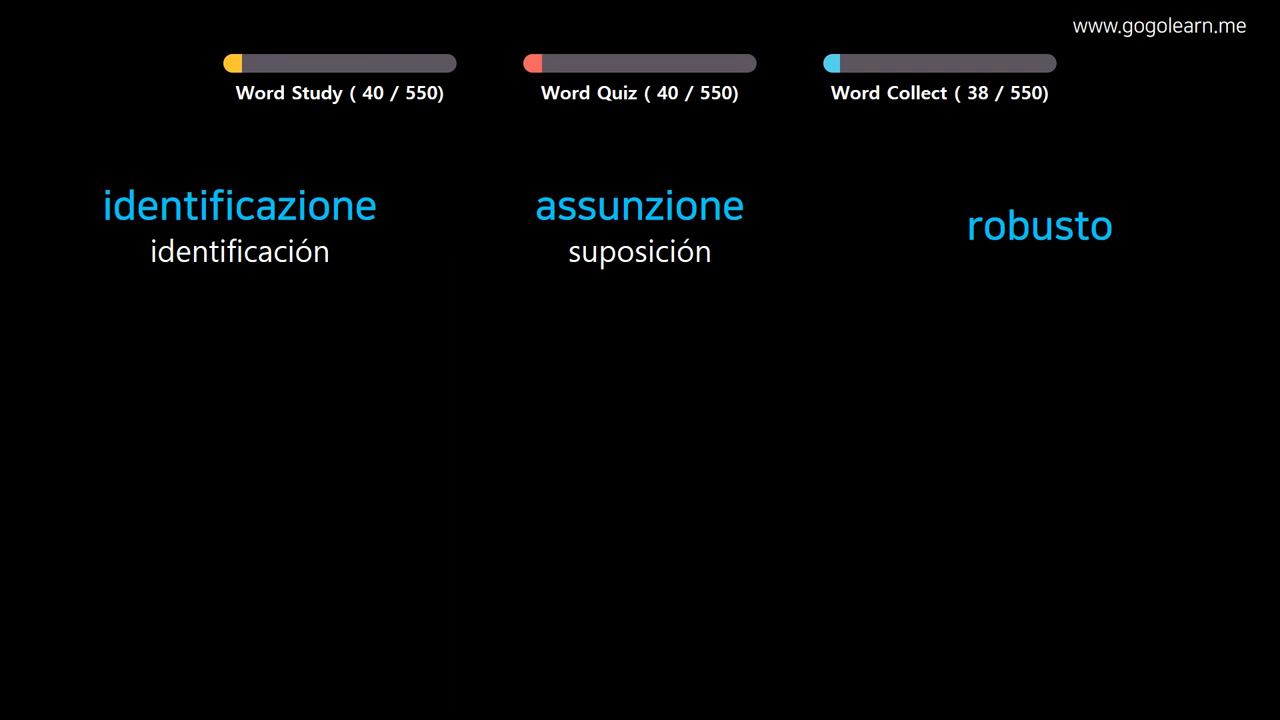 www.gogolearn.me
Word Study ( 40 / 550)
Word Quiz ( 40 / 550)
Word Collect ( 38 / 550)
identificazione
identificación
assunzione
suposición
robusto